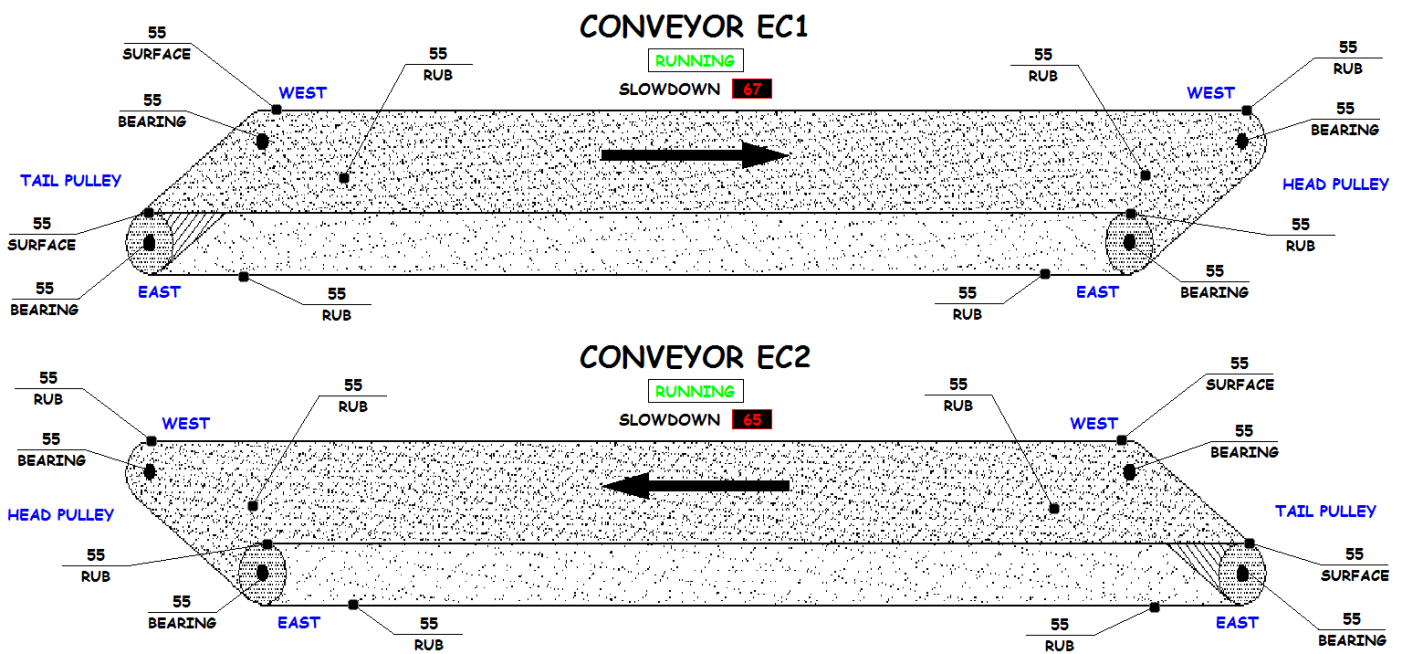 CONVEYOR EC1
RUNNING
SLOWDOWN 67
55
SURFACE
55
RUB
55
RUB
55
RUB
WEST
WEST
55
BEARING
55
BEARING
TAIL PULLEY
HEAD PULLEY
55
SURFACE
55
RUB
55
BEARING
EAST
55
RUB
55
RUB
EAST
55
BEARING
CONVEYOR EC2
RUNNING
SLOWDOWN 65
55
RUB
55
RUB
55
RUB
55
SURFACE
WEST
WEST
55
BEARING
55
BEARING
HEAD PULLEY
TAIL PULLEY
55
RUB
55
SURFACE
55
BEARING
EAST
55
RUB
55
RUB
EAST
55
BEARING